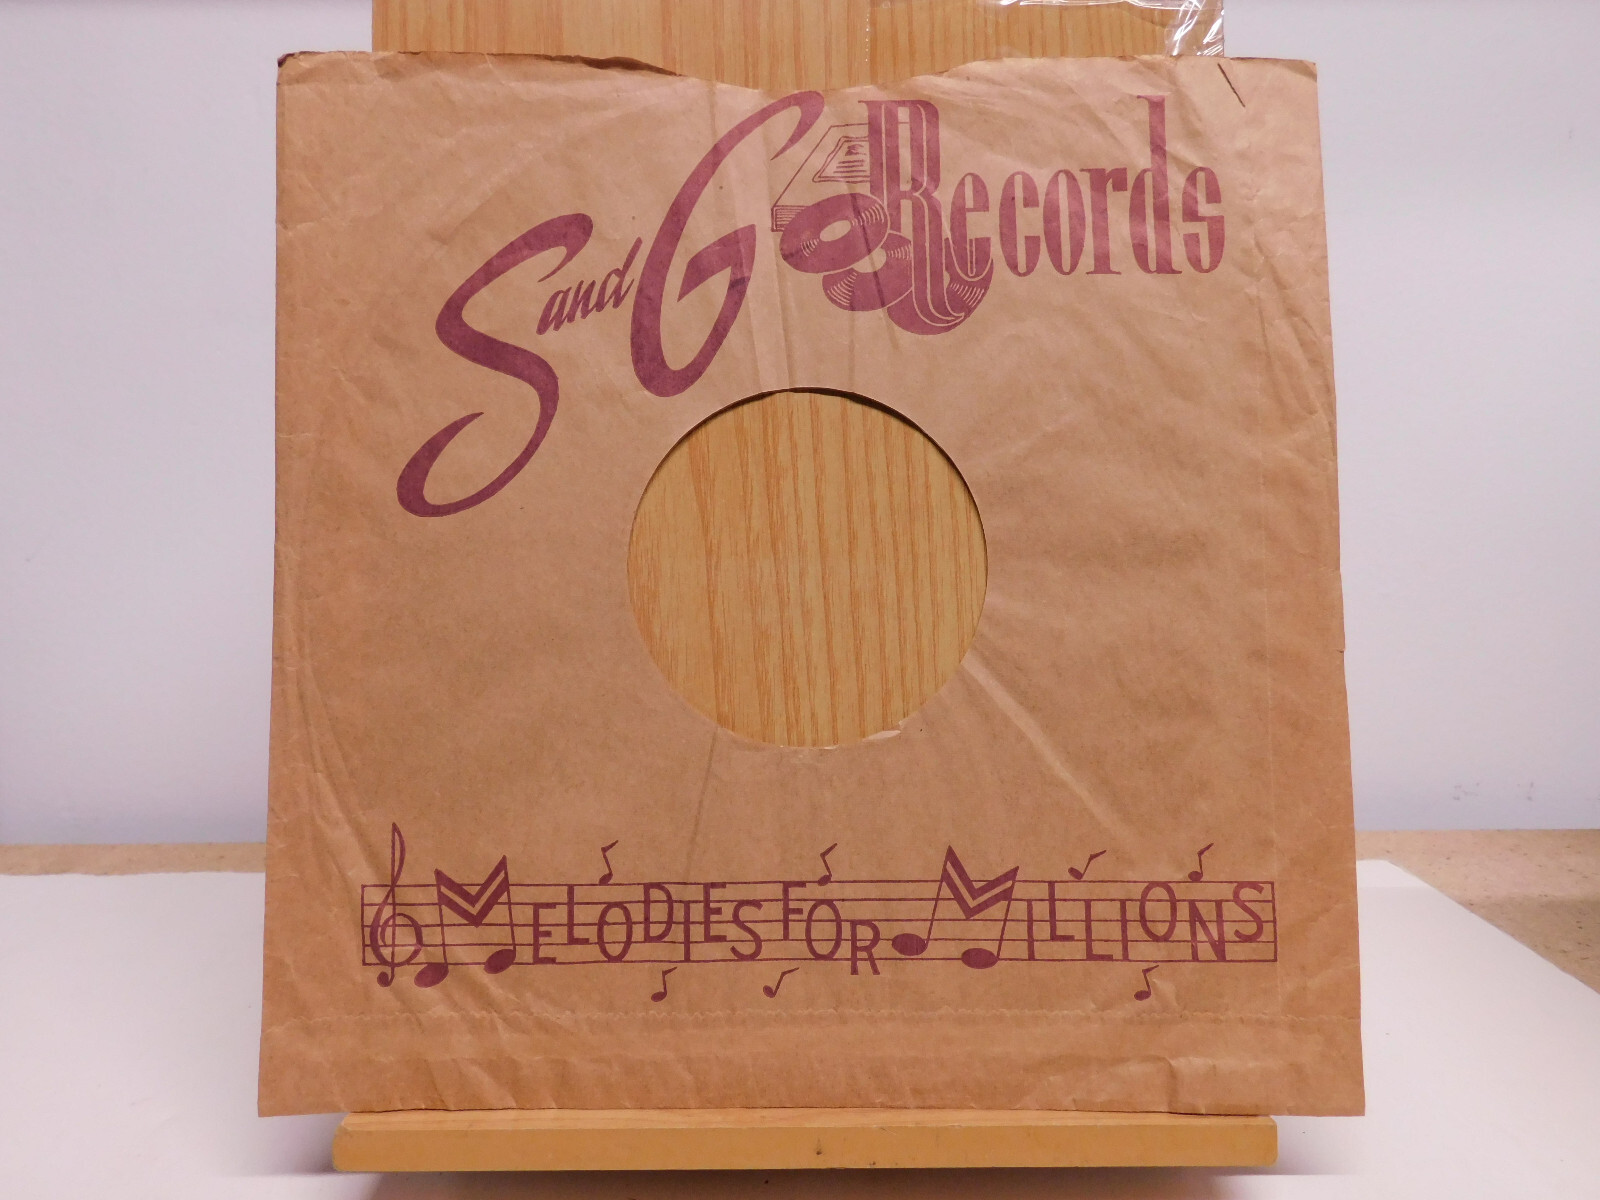 S and G Records
MELODIES FOR MILLIONS